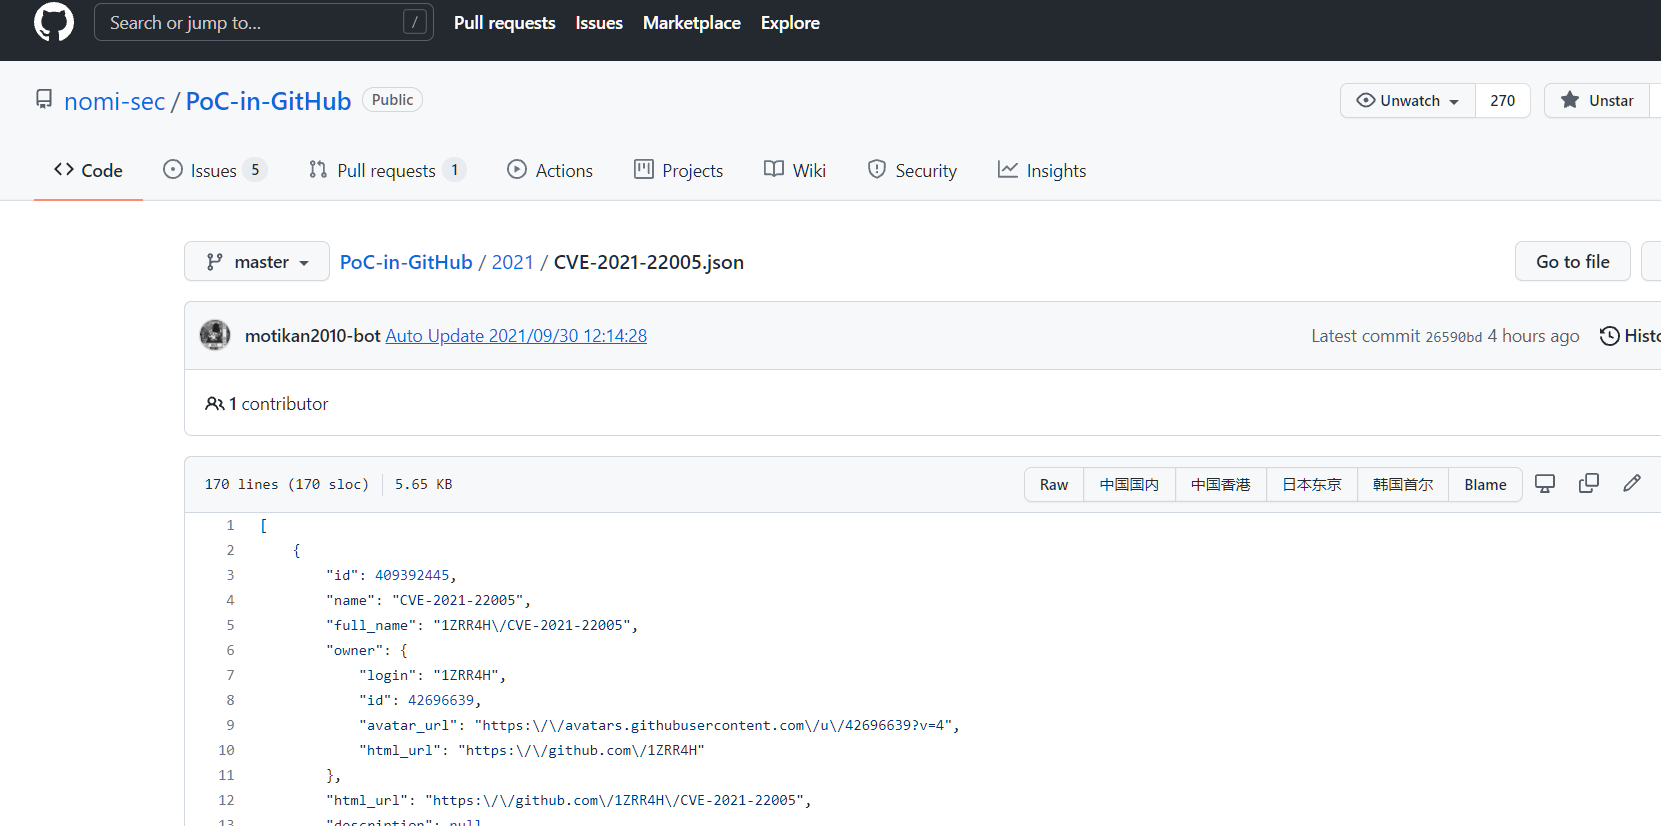 Search or jump to... /
Pull requests Issues Marketplace Explore
nomi-sec / PoC-in-GitHub Public
Unwatch 270 Unstar
Code Issues 5 Pull requests 1 Actions Projects Wiki Security Insights
master PoC-in-GitHub / 2021 / CVE-2021-22005.json Go to file
motikan2010-bot Auto Update 2021/09/30 12:14:28 Latest commit 26590bd 4 hours ago Histo
1 contributor
170 lines (170 sloc) 5.65 KB Raw 中国国内 中国香港 日本东京 韩国首尔 Blame
1 [
2 {
3 "id": 409392445,
4 "name": "CVE-2021-22005",
5 "full_name": "1ZRR4H\/CVE-2021-22005",
6 "owner": {
7 "login": "1ZRR4H",
8 "id": 42696639,
9 "avatar_url": "https:\/\/avatars.githubusercontent.com\/u\/42696639?v=4",
10 "html_url": "https:\/\/github.com\/1ZRR4H"
11 },
12 "html_url": "https:\/\/github.com\/1ZRR4H\/CVE-2021-22005",
13 "description": null